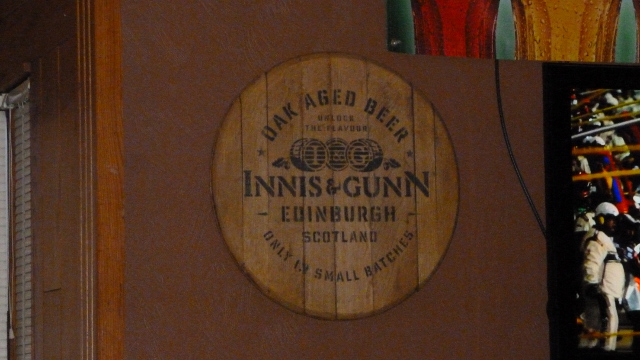 OAK AGED BEER
UNLOCK
THE FLAVOUR
INNIS & GUNN
- EDINBURGH -
SCOTLAND
ONLY IN SMALL BATCHES